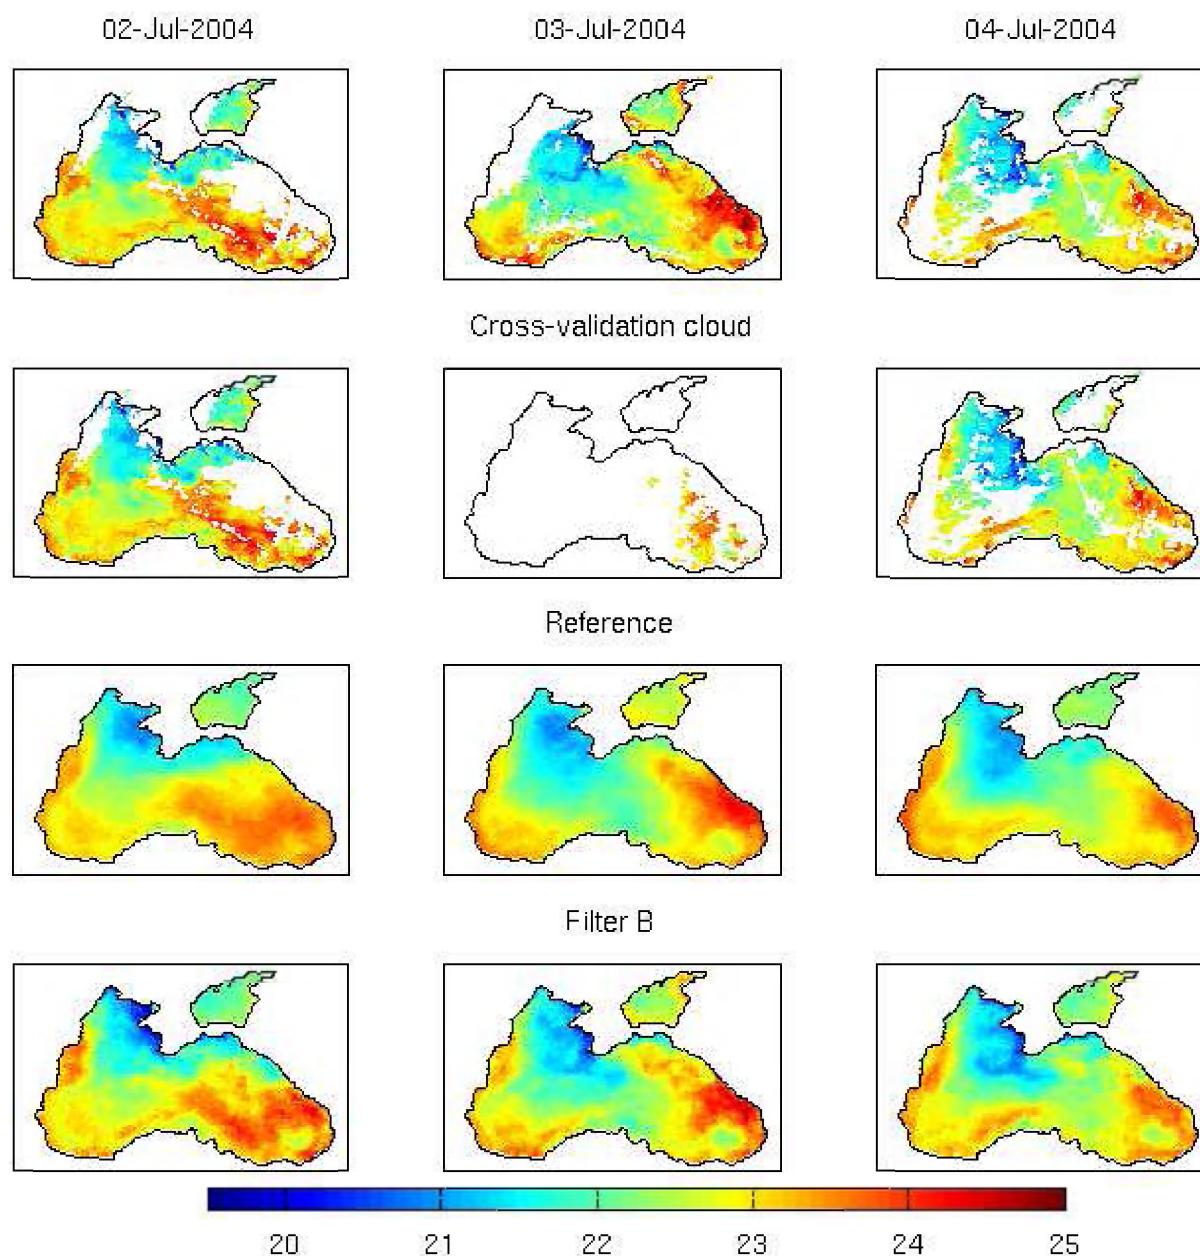 02-Jul-2004 03-Jul-2004 04-Jul-2004
Cross-validation cloud
Reference
Filter B
20 21 22 23 24 25